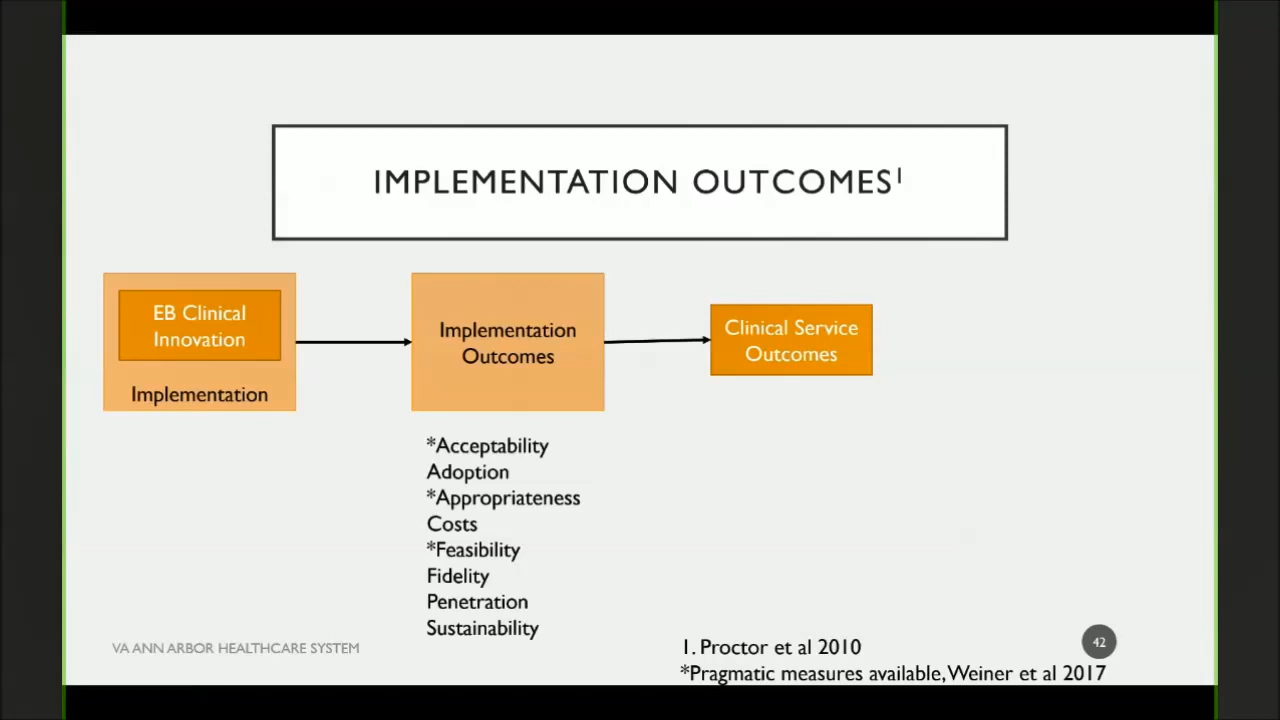 IMPLEMENTATION OUTCOMES¹
EB Clinical
Innovation
Implementation
Implementation
Outcomes
Clinical Service
Outcomes
*Acceptability
Adoption
*Appropriateness
Costs
*Feasibility
Fidelity
Penetration
Sustainability
VA ANN ARBOR HEALTHCARE SYSTEM
1. Proctor et al 2010
*Pragmatic measures available, Weiner et al 2017
42